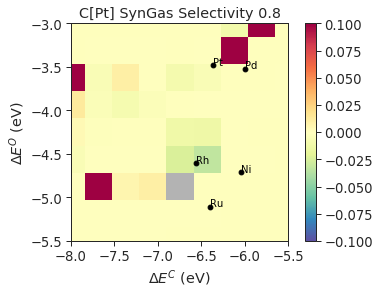 C[Pt] SynGas Selectivity 0.8
ΔE^O (eV)
−3.0
−3.5
−4.0
−4.5
−5.0
−5.5
Pt
Pd
Rh
Ni
Ru
−8.0 −7.5 −7.0 −6.5 −6.0 −5.5
ΔE^C (eV)
0.100
0.075
0.050
0.025
0.000
−0.025
−0.050
−0.075
−0.100